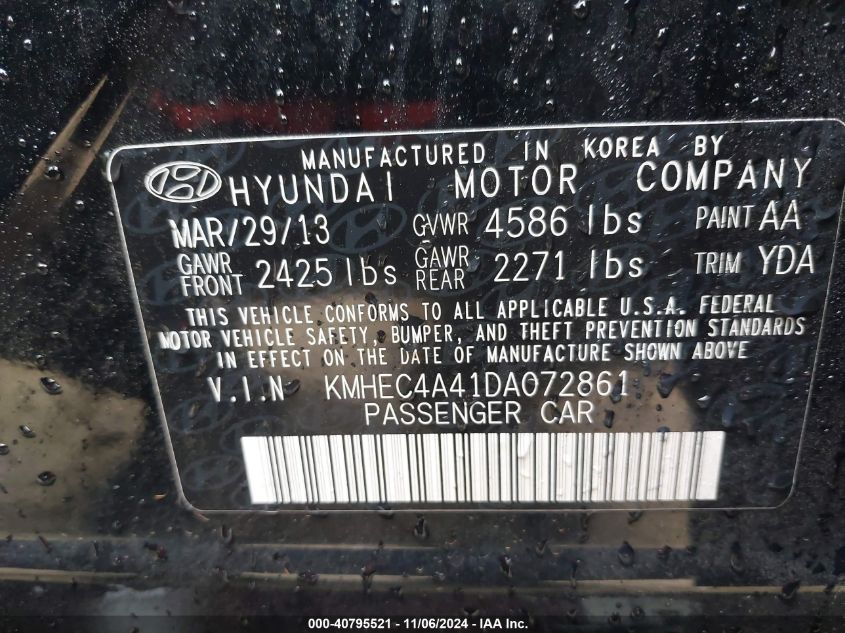 MANUFACTURED IN KOREA BY
HYUNDAI MOTOR COMPANY
MAR/29/13 GVWR 4586 lbs PAINT AA
GAWR FRONT 2425 lbs GAWR REAR 2271 lbs TRIM YDA
THIS VEHICLE CONFORMS TO ALL APPLICABLE U.S.A. FEDERAL
MOTOR VEHICLE SAFETY, BUMPER, AND THEFT PREVENTION STANDARDS
IN EFFECT ON THE DATE OF MANUFACTURE SHOWN ABOVE
V.I.N KMHEC4A41DA072861
PASSENGER CAR
000-40795521 - 11/06/2024 - IAA Inc.